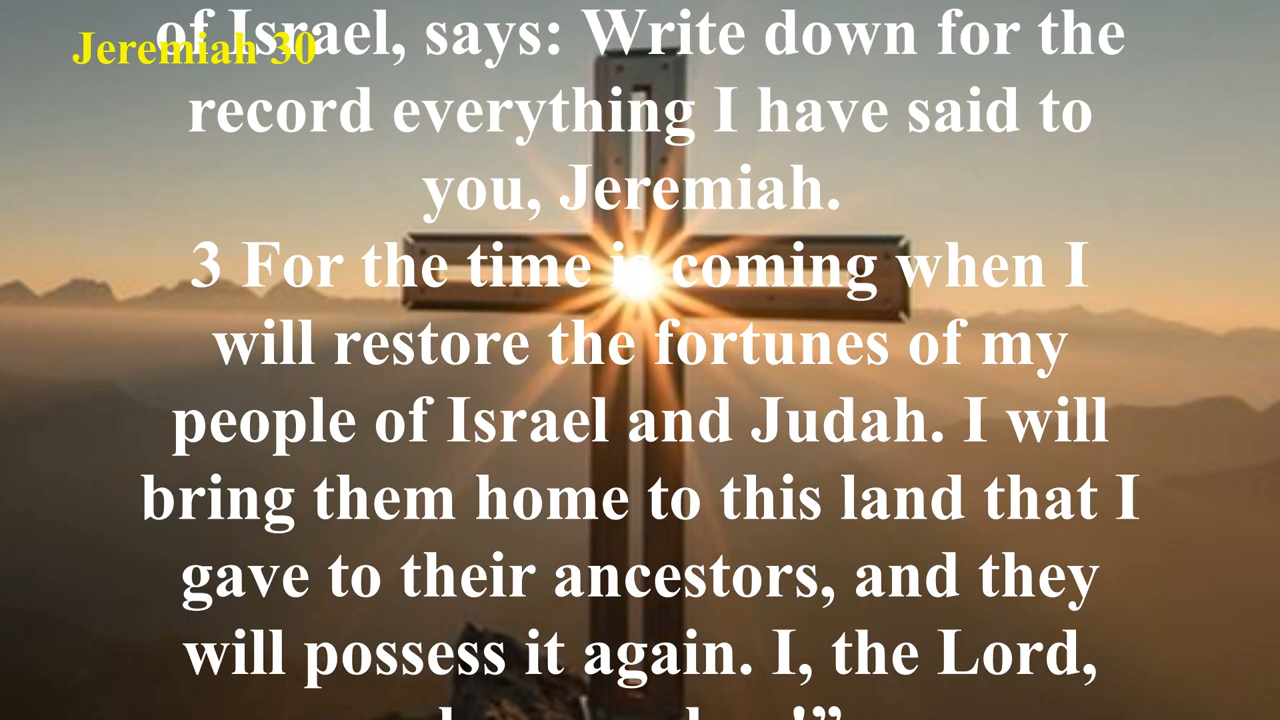 Jeremiah 30
of Israel, says: Write down for the
record everything I have said to
you, Jeremiah.
3 For the time is coming when I
will restore the fortunes of my
people of Israel and Judah. I will
bring them home to this land that I
gave to their ancestors, and they
will possess it again. I, the Lord,